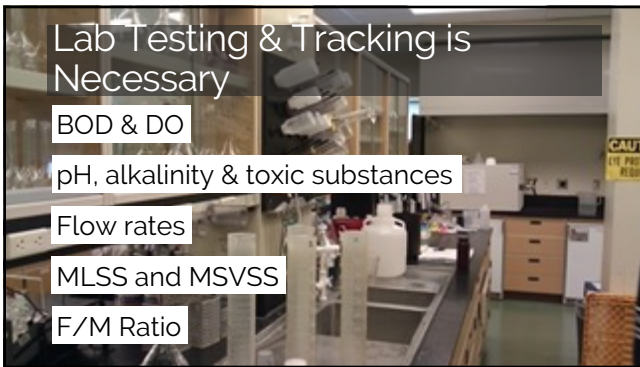 Lab Testing & Tracking is
Necessary
BOD & DO
pH, alkalinity & toxic substances
Flow rates
MLSS and MSVSS
F/M Ratio